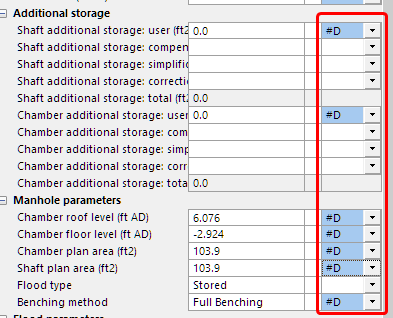 Additional storage
Shaft additional storage: user (ft2 0.0 #D
Shaft additional storage: compen
Shaft additional storage: simplific
Shaft additional storage: correctio
Shaft additional storage: total (ft2 0.0
Chamber additional storage: user 0.0 #D
Chamber additional storage: com
Chamber additional storage: simp
Chamber additional storage: corre
Chamber additional storage: tota 0.0
Manhole parameters
Chamber roof level (ft AD) 6.076 #D
Chamber floor level (ft AD) -2.924 #D
Chamber plan area (ft2) 103.9 #D
Shaft plan area (ft2) 103.9 #D
Flood type Stored
Benching method Full Benching #D